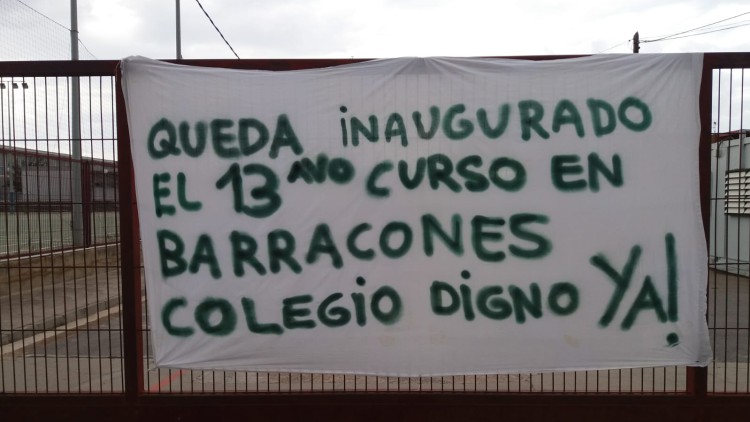 QUEDA iNAUGURADO
EL 13 AVO CURSO EN
BARRACONES
COLEGIO DIGNO YA!